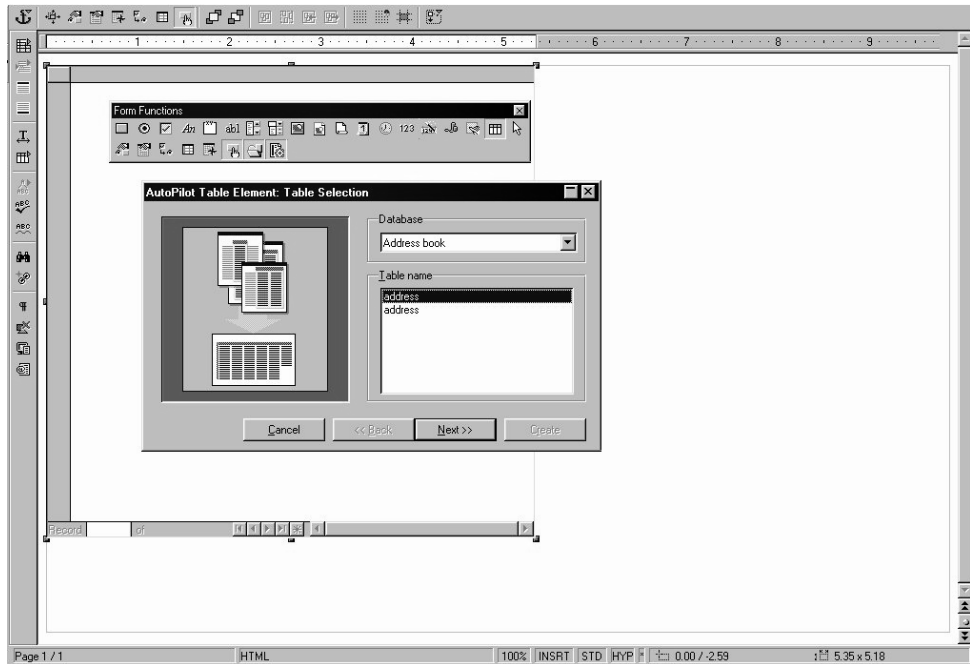 1 2 3 4 5 6 7 8 9
Form Functions
An abl 123
AutoPilot Table Element: Table Selection
Database
Address book
Table name
address
address
Cancel << Back Next >> Create
Record of
Page 1 / 1 HTML 100% INSRT STD HYP * 0.00 / -2.59 5.35 x 5.18